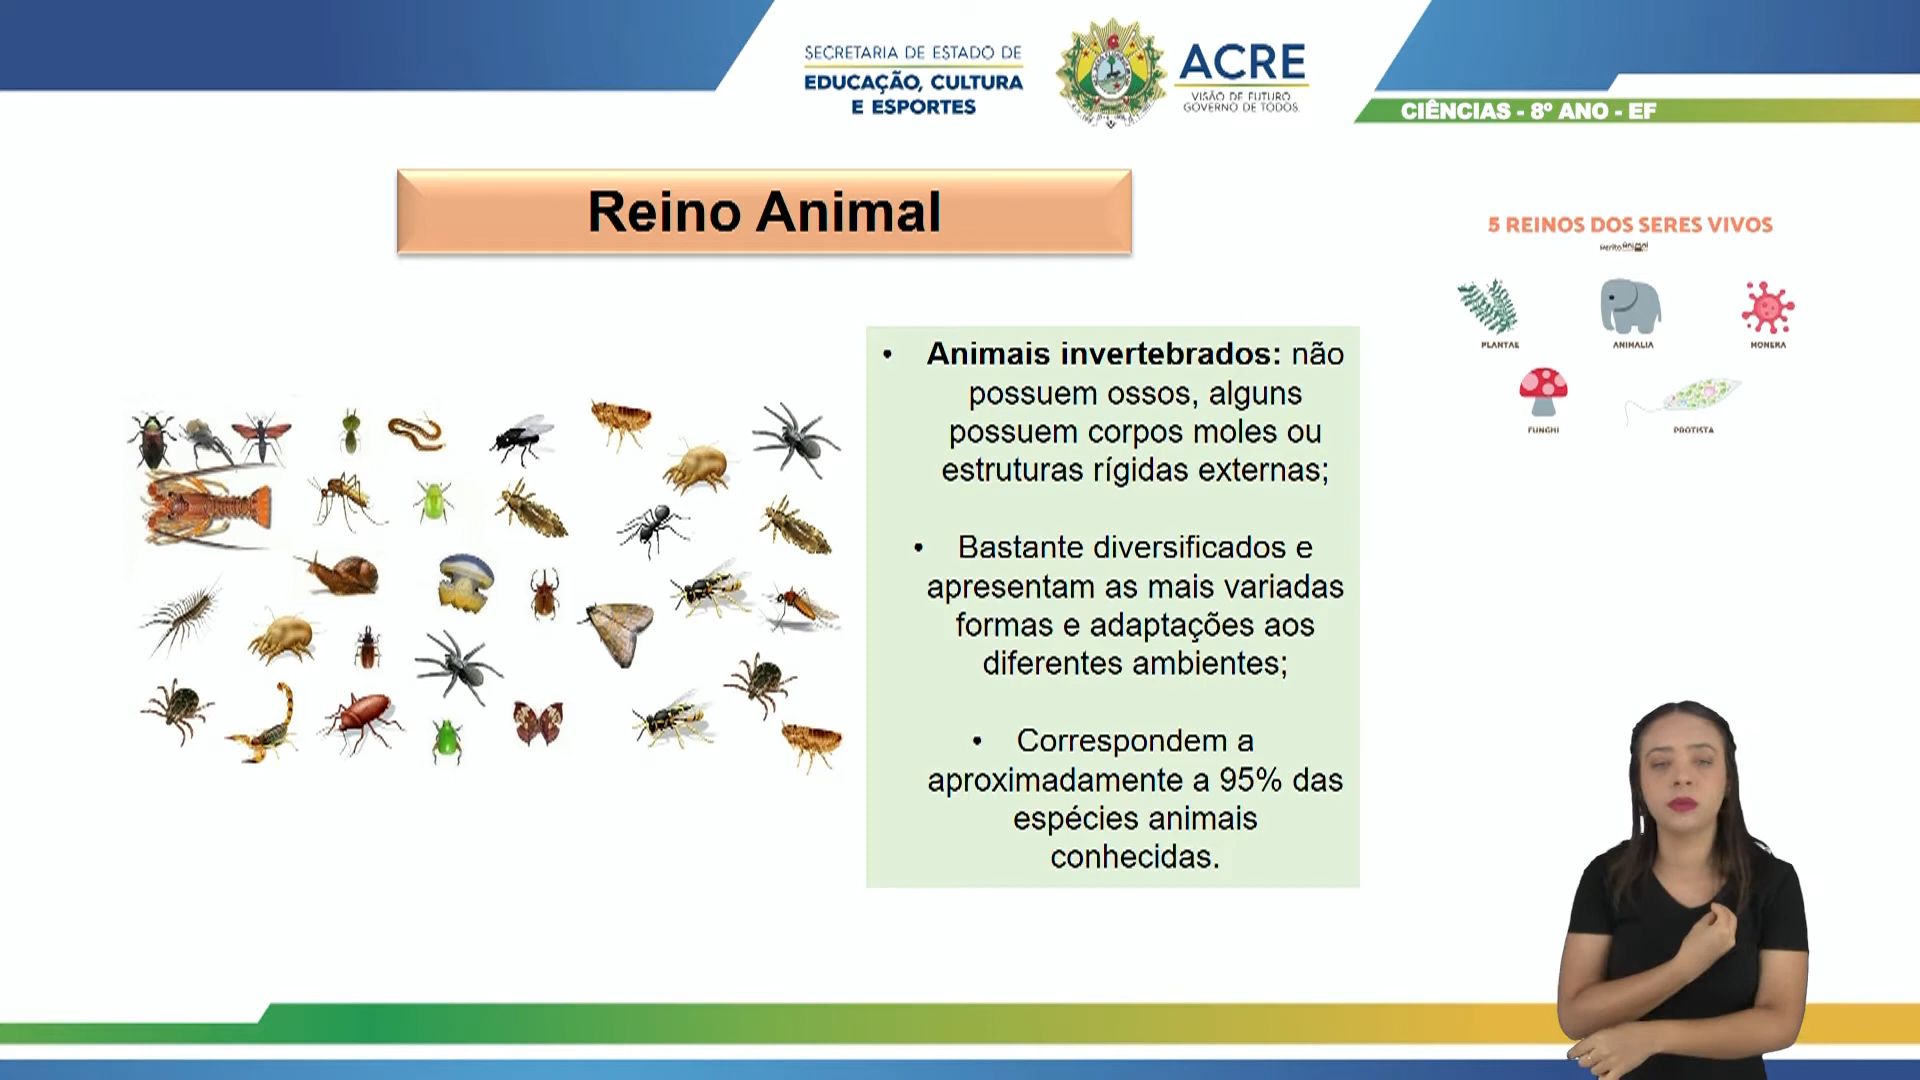 SECRETARIA DE ESTADO DE
EDUCAÇÃO, CULTURA
E ESPORTES
ACRE
VISÃO DE FUTURO.
GOVERNO DE TODOS.
CIÊNCIAS - 8º ANO - EF
Reino Animal
5 REINOS DOS SERES VIVOS
PLANTAE
ANIMALIA
MONERA
FUNGHI
PROTISTA
• Animais invertebrados: não
possuem ossos, alguns
possuem corpos moles ou
estruturas rígidas externas;
• Bastante diversificados e
apresentam as mais variadas
formas e adaptações aos
diferentes ambientes;
• Correspondem a
aproximadamente a 95% das
espécies animais
conhecidas.